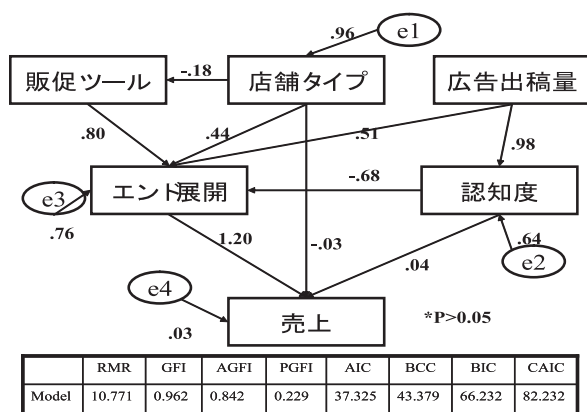 .96
e1
販促ツール
-.18
店舗タイプ
広告出稿量
.80
.44
.51
.98
e3
エンド展開
-.68
認知度
.76
1.20
-.03
.04
.64
e2
e4
.03
売上
*P>0.05
RMR GFI AGFI PGFI AIC BCC BIC CAIC
Model 10.771 0.962 0.842 0.229 37.325 43.379 66.232 82.232